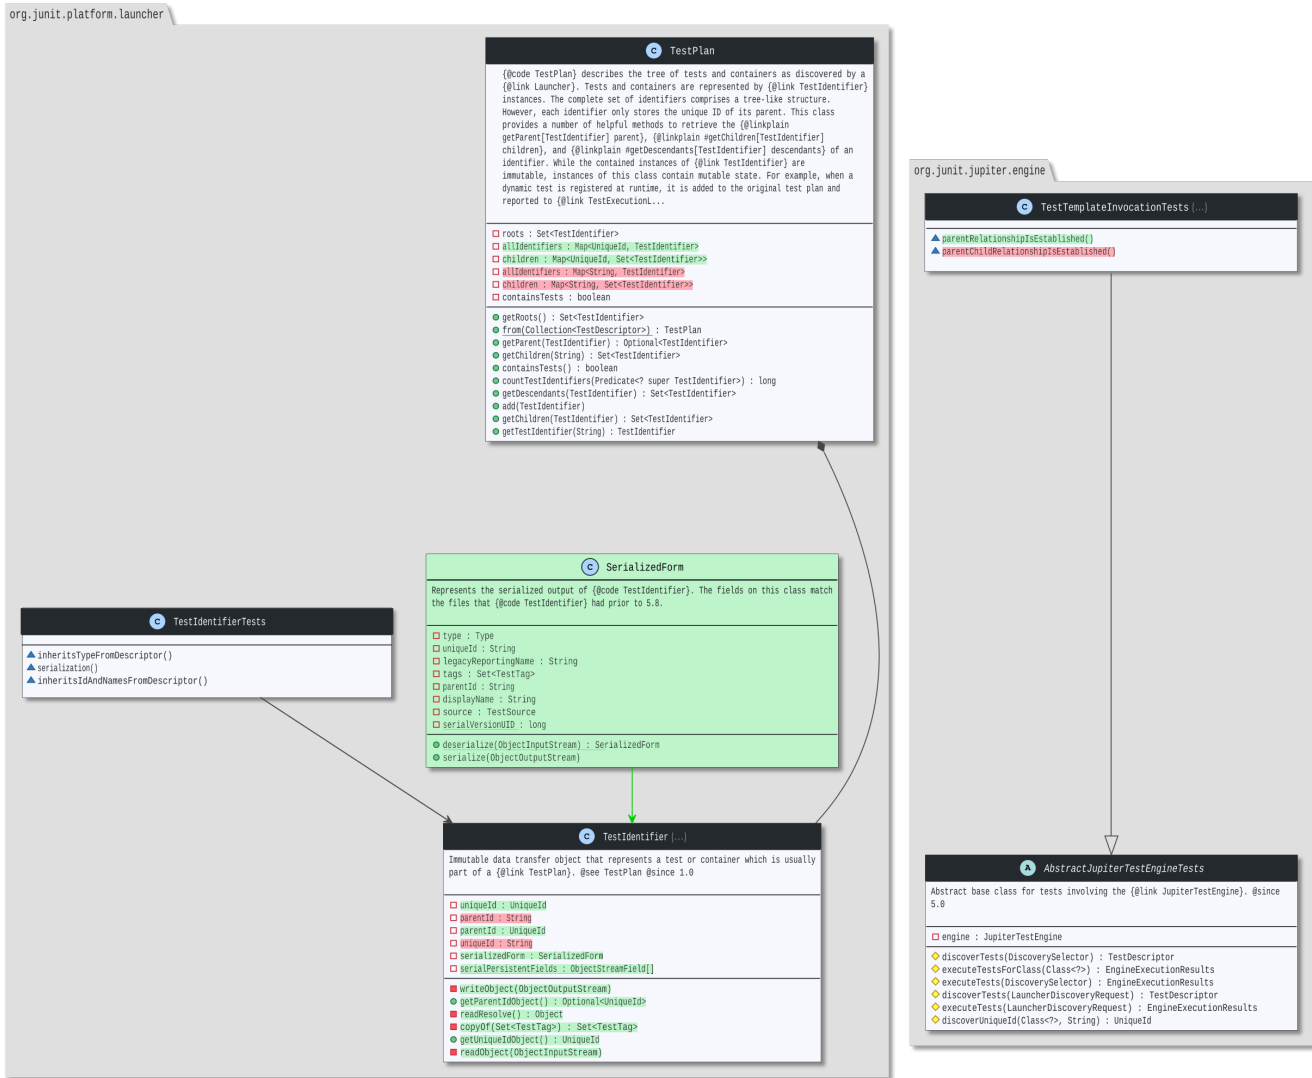 org.junit.platform.launcher
C TestPlan
{@code TestPlan} describes the tree of tests and containers as discovered by a
{@link Launcher}. Tests and containers are represented by {@link TestIdentifier}
instances. The complete set of identifiers comprises a tree-like structure.
However, each identifier only stores the unique ID of its parent. This class
provides a number of helpful methods to retrieve the {@linkplain
getParent[TestIdentifier] parent}, {@linkplain #getChildren[TestIdentifier]
children}, and {@linkplain #getDescendants[TestIdentifier] descendants} of an
identifier. While the contained instances of {@link TestIdentifier} are
immutable, instances of this class contain mutable state. For example, when a
dynamic test is registered at runtime, it is added to the original test plan and
reported to {@link TestExecutionL...
roots : Set<TestIdentifier>
allIdentifiers : Map<UniqueId, TestIdentifier>
children : Map<UniqueId, Set<TestIdentifier>>
allIdentifiers : Map<String, TestIdentifier>
children : Map<String, Set<TestIdentifier>>
containsTests : boolean
getRoots() : Set<TestIdentifier>
from(Collection<TestDescriptor>) : TestPlan
getParent(TestIdentifier) : Optional<TestIdentifier>
getChildren(String) : Set<TestIdentifier>
containsTests() : boolean
countTestIdentifiers(Predicate<? super TestIdentifier>) : long
getDescendants(TestIdentifier) : Set<TestIdentifier>
add(TestIdentifier)
getChildren(TestIdentifier) : Set<TestIdentifier>
getTestIdentifier(String) : TestIdentifier
C SerializedForm
Represents the serialized output of {@code TestIdentifier}. The fields on this class match
the files that {@code TestIdentifier} had prior to 5.8.
type : Type
uniqueId : String
legacyReportingName : String
tags : Set<TestTag>
parentId : String
displayName : String
source : TestSource
serialVersionUID : long
deserialize(ObjectInputStream) : SerializedForm
serialize(ObjectOutputStream)
C TestIdentifierTests
inheritsTypeFromDescriptor()
serialization()
inheritsIdAndNamesFromDescriptor()
C TestIdentifier (...)
Immutable data transfer object that represents a test or container which is usually
part of a {@link TestPlan}. @see TestPlan @since 1.0
uniqueId : UniqueId
parentId : String
parentId : UniqueId
uniqueId : String
serializedForm : SerializedForm
serialPersistentFields : ObjectStreamField[]
writeObject(ObjectOutputStream)
getParentIdObject() : Optional<UniqueId>
readResolve() : Object
copyOf(Set<TestTag>) : Set<TestTag>
getUniqueIdObject() : UniqueId
readObject(ObjectInputStream)
org.junit.jupiter.engine
C TestTemplateInvocationTests (...)
parentRelationshipIsEstablished()
parentChildRelationshipIsEstablished()
A AbstractJupiterTestEngineTests
Abstract base class for tests involving the {@link JupiterTestEngine}. @since
5.0
engine : JupiterTestEngine
discoverTests(DiscoverySelector) : TestDescriptor
executeTestsForClass(Class<?>) : EngineExecutionResults
executeTests(DiscoverySelector) : EngineExecutionResults
discoverTests(LauncherDiscoveryRequest) : TestDescriptor
executeTests(LauncherDiscoveryRequest) : EngineExecutionResults
discoverUniqueId(Class<?>, String) : UniqueId